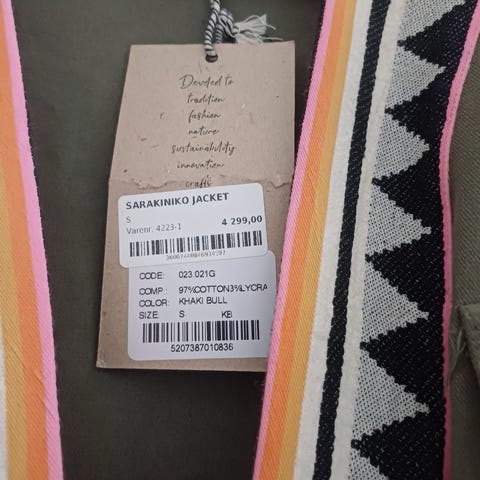 Devoted to
tradition
fashion
nature
sustainability
innovation
crafts
SARAKINIKO JACKET
S
4 299,00
Varenr. 4223-1
CODE: 023.021G
COMP.: 97%COTTON3%LYCRA
COLOR: KHAKI BULL
SIZE: S KB
5207387010836